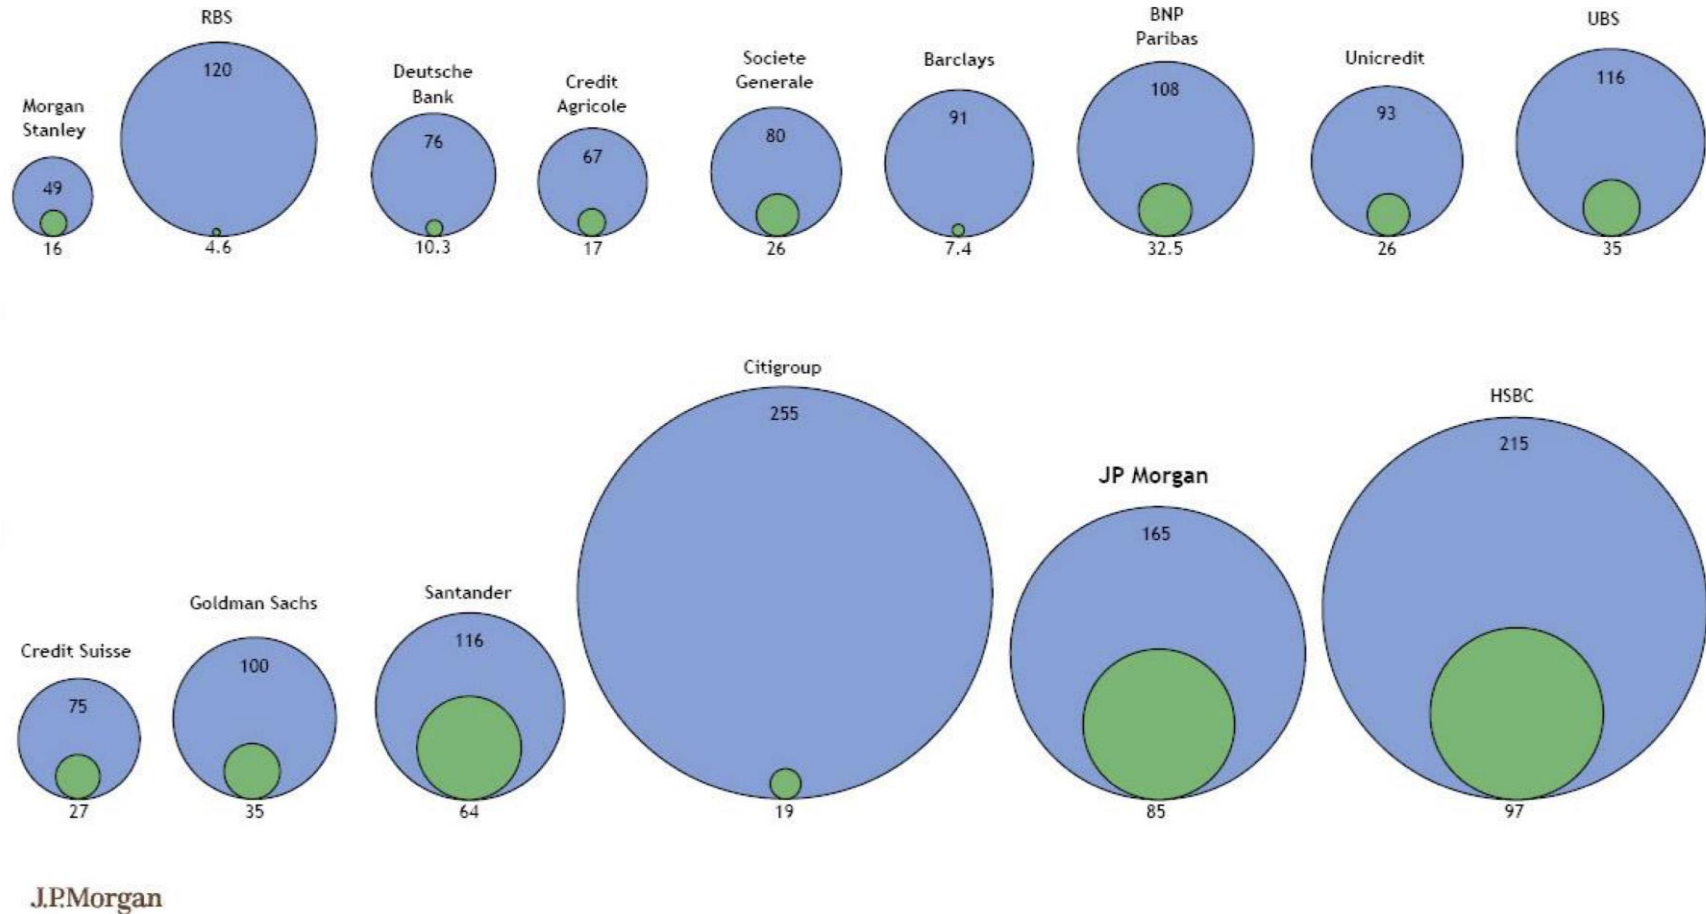 RBS
120
4.6
Morgan
Stanley
49
16
Deutsche
Bank
76
10.3
Credit
Agricole
67
17
Societe
Generale
80
26
Barclays
91
7.4
BNP
Paribas
108
32.5
Unicredit
93
26
UBS
116
35
Credit Suisse
75
27
Goldman Sachs
100
35
Santander
116
64
Citigroup
255
19
JP Morgan
165
85
HSBC
215
97
J.P.Morgan